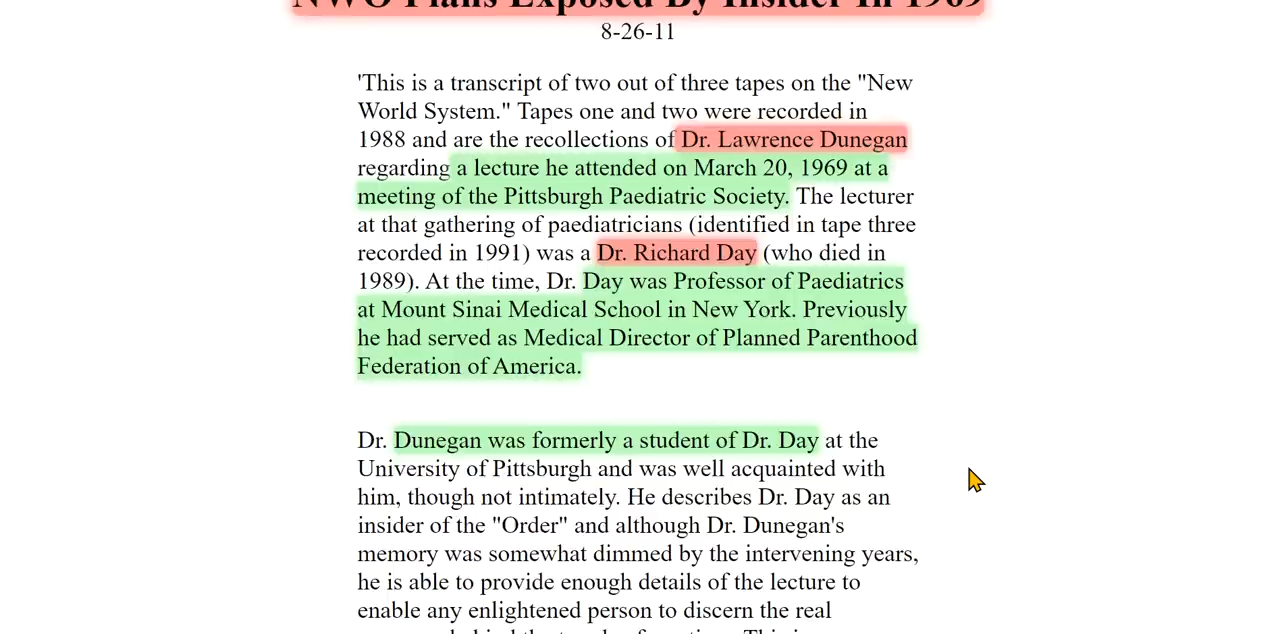 NWO Plans Exposed By Insider In 1969
8-26-11
'This is a transcript of two out of three tapes on the "New
World System." Tapes one and two were recorded in
1988 and are the recollections of Dr. Lawrence Dunegan
regarding a lecture he attended on March 20, 1969 at a
meeting of the Pittsburgh Paediatric Society. The lecturer
at that gathering of paediatricians (identified in tape three
recorded in 1991) was a Dr. Richard Day (who died in
1989). At the time, Dr. Day was Professor of Paediatrics
at Mount Sinai Medical School in New York. Previously
he had served as Medical Director of Planned Parenthood
Federation of America.
Dr. Dunegan was formerly a student of Dr. Day at the
University of Pittsburgh and was well acquainted with
him, though not intimately. He describes Dr. Day as an
insider of the "Order" and although Dr. Dunegan's
memory was somewhat dimmed by the intervening years,
he is able to provide enough details of the lecture to
enable any enlightened person to discern the real